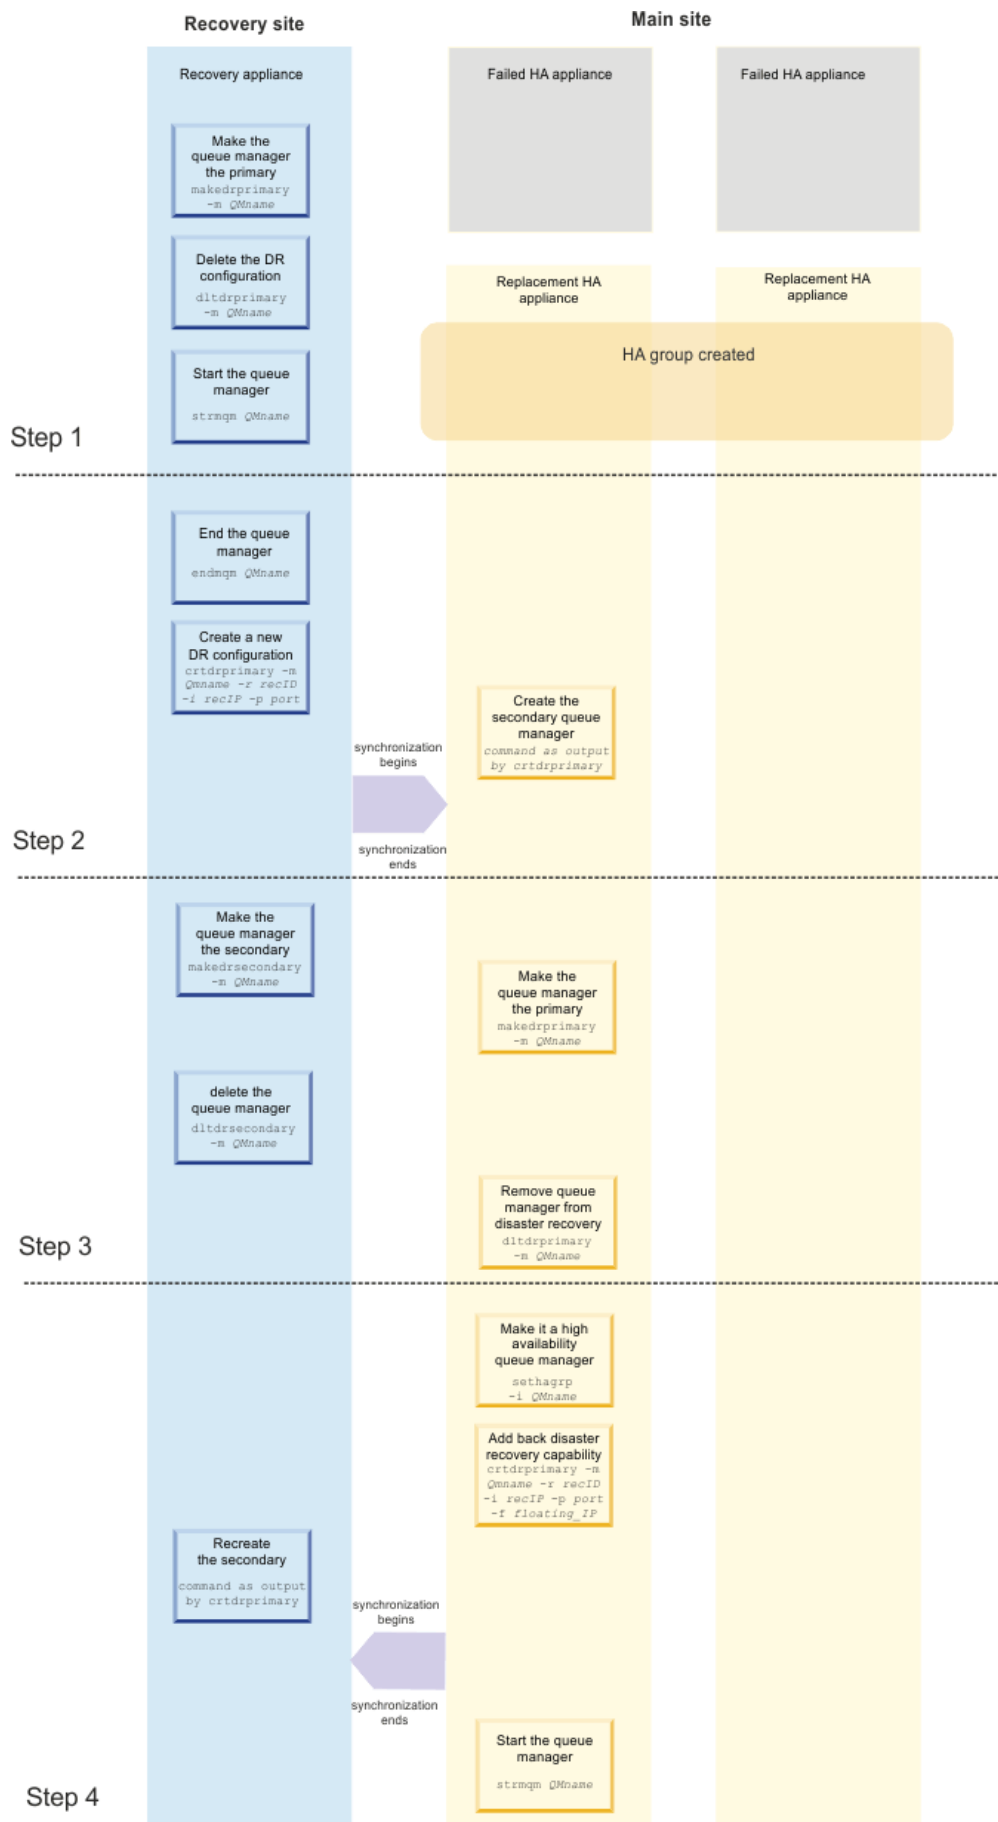 Recovery site
Main site
Recovery appliance
Failed HA appliance
Failed HA appliance
Make the
queue manager
the primary
makedrprimary
-m QMname
Delete the DR
configuration
dltdrprimary
-m QMname
Replacement HA
appliance
Replacement HA
appliance
HA group created
Start the queue
manager
strmqm QMname
Step 1
End the queue
manager
endmqm QMname
Create a new
DR configuration
crtdrprimary -m
Qmname -r recID
-i recIP -p port
Create the
secondary queue
manager
command as output
by crtdrprimary
synchronization
begins
synchronization
ends
Step 2
Make the
queue manager
the secondary
makedrsecondary
-m QMname
Make the
queue manager
the primary
makedrprimary
-m QMname
delete the
queue manager
dltdrsecondary
-m QMname
Remove queue
manager from
disaster recovery
dltdrprimary
-m QMname
Step 3
Make it a high
availability
queue manager
sethagrp
-i QMname
Add back disaster
recovery capability
crtdrprimary -m
Qmname -r recID
-i recIP -p port
-f floating_IP
Recreate
the secondary
command as output
by crtdrprimary
synchronization
begins
synchronization
ends
Start the queue
manager
strmqm QMname
Step 4